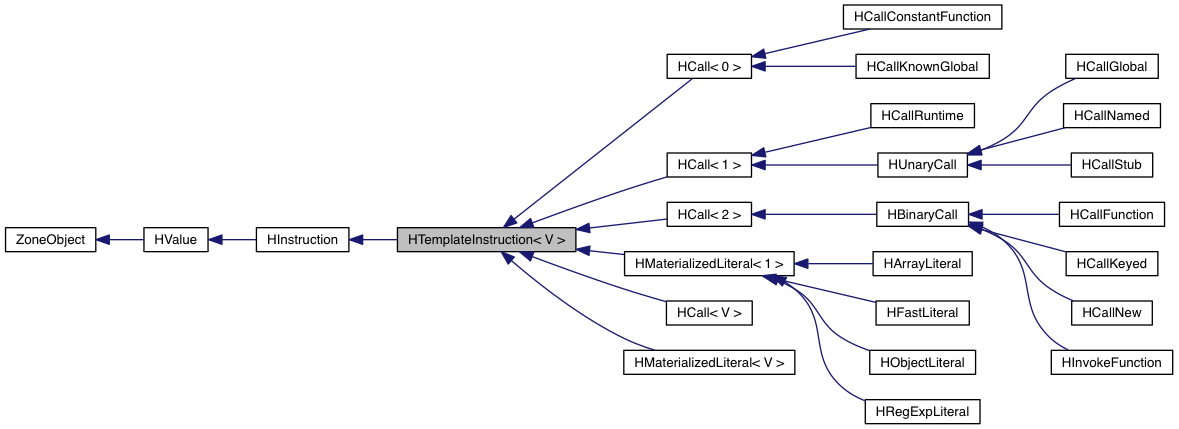 ZoneObject
HValue
HInstruction
HTemplateInstruction< V >
HCall< 0 >
HCall< 1 >
HCall< 2 >
HMaterializedLiteral< 1 >
HCall< V >
HMaterializedLiteral< V >
HCallConstantFunction
HCallKnownGlobal
HCallRuntime
HUnaryCall
HBinaryCall
HArrayLiteral
HFastLiteral
HObjectLiteral
HRegExpLiteral
HCallGlobal
HCallNamed
HCallStub
HCallFunction
HCallKeyed
HCallNew
HInvokeFunction